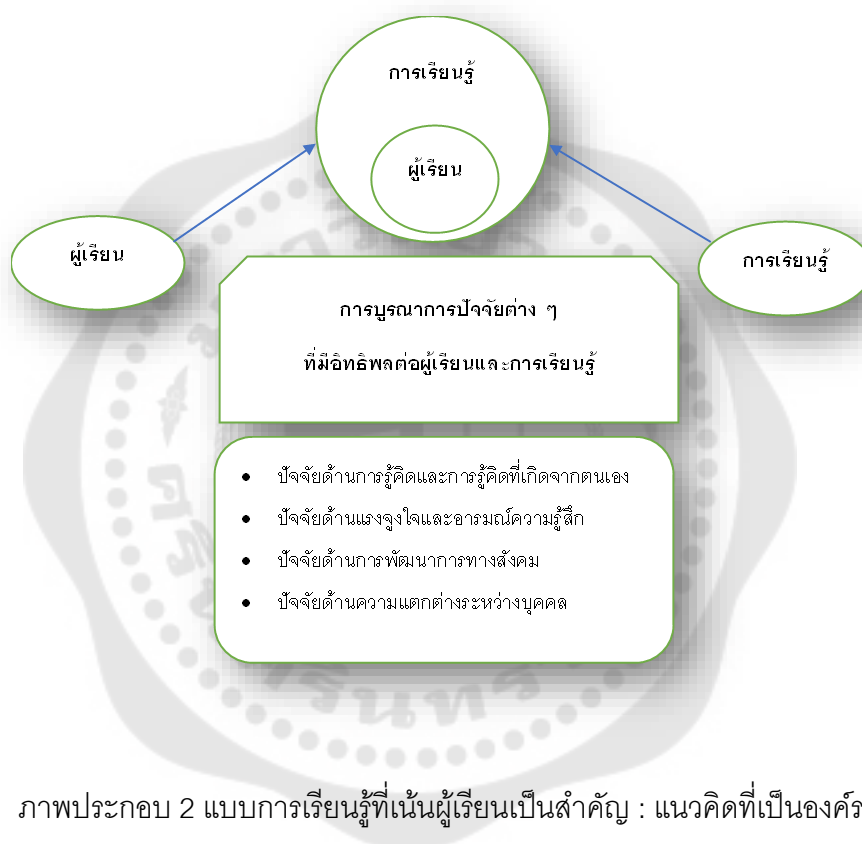 การเรียนรู้
ผู้เรียน
ผู้เรียน
การเรียนรู้
การบูรณาการปัจจัยต่าง ๆ
ที่มีอิทธิพลต่อผู้เรียนและการเรียนรู้
• ปัจจัยด้านการรู้คิดและการรู้คิดที่เกิดจากตนเอง
• ปัจจัยด้านแรงจูงใจและอารมณ์ความรู้สึก
• ปัจจัยด้านการพัฒนาการทางสังคม
• ปัจจัยด้านความแตกต่างระหว่างบุคคล
ภาพประกอบ 2 แบบการเรียนรู้ที่เน้นผู้เรียนเป็นสำคัญ : แนวคิดที่เป็นองค์ร